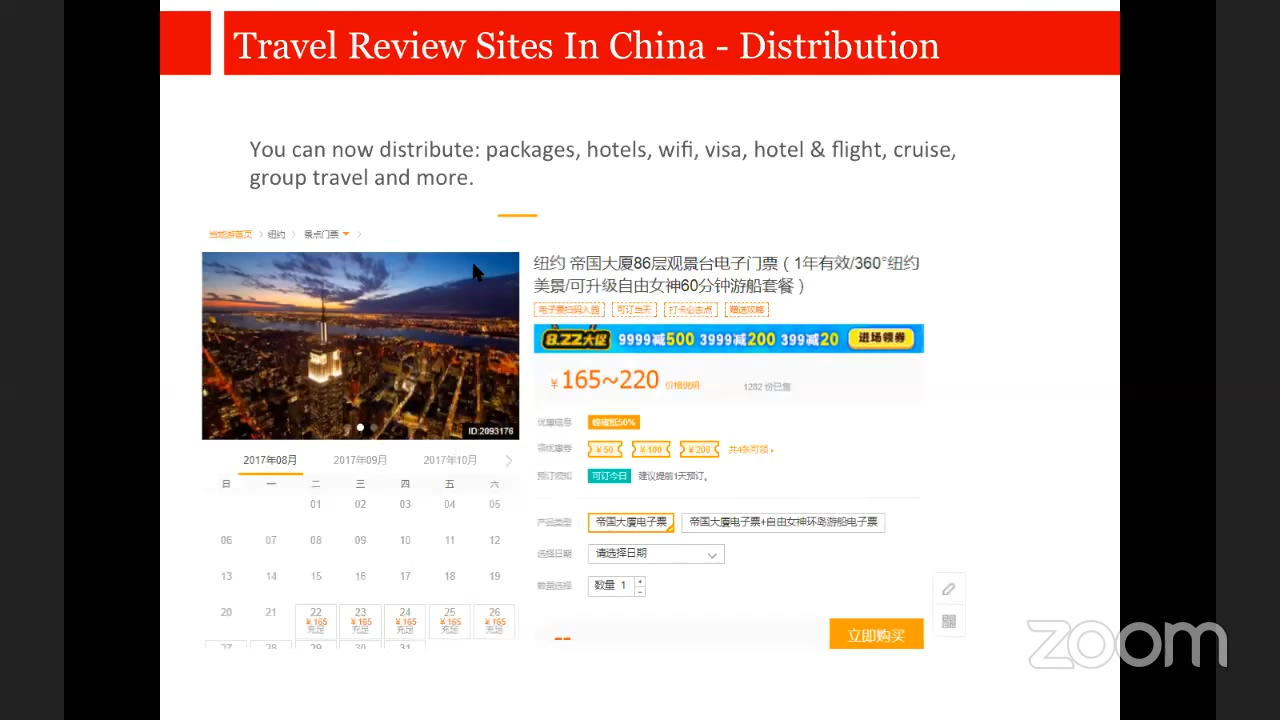 Travel Review Sites In China - Distribution
You can now distribute: packages, hotels, wifi, visa, hotel & flight, cruise,
group travel and more.
当地游首页 > 纽约 > 景点门票 >
纽约 帝国大厦86层观景台电子门票（1年有效/360°纽约
美景/可升级自由女神60分钟游船套餐）
电子票扫码入园 可订当天 打卡必去点 赠送攻略
8.22大促 9999减500 3999减200 399减20 进场领券
¥165~220 价格说明 1282 份已售
ID:2093176
优惠信息 蜂蜜抵50%
领优惠券 ¥50 ¥100 ¥200 共4张可领
预订须知 可订今日 建议提前1天预订。
2017年08月 2017年09月 2017年10月 >
日 一 二 三 四 五 六
01 02 03 04 05
06 07 08 09 10 11 12
13 14 15 16 17 18 19
20 21 22 23 24 25 26
¥165 ¥165 ¥165 ¥165 ¥165
充足 充足 充足 充足 充足
27 28 29 30 31
产品类型 帝国大厦电子票 帝国大厦电子票+自由女神环岛游船电子票
选择日期 请选择日期
数量选择 数量 1 + -
立即购买
zoom